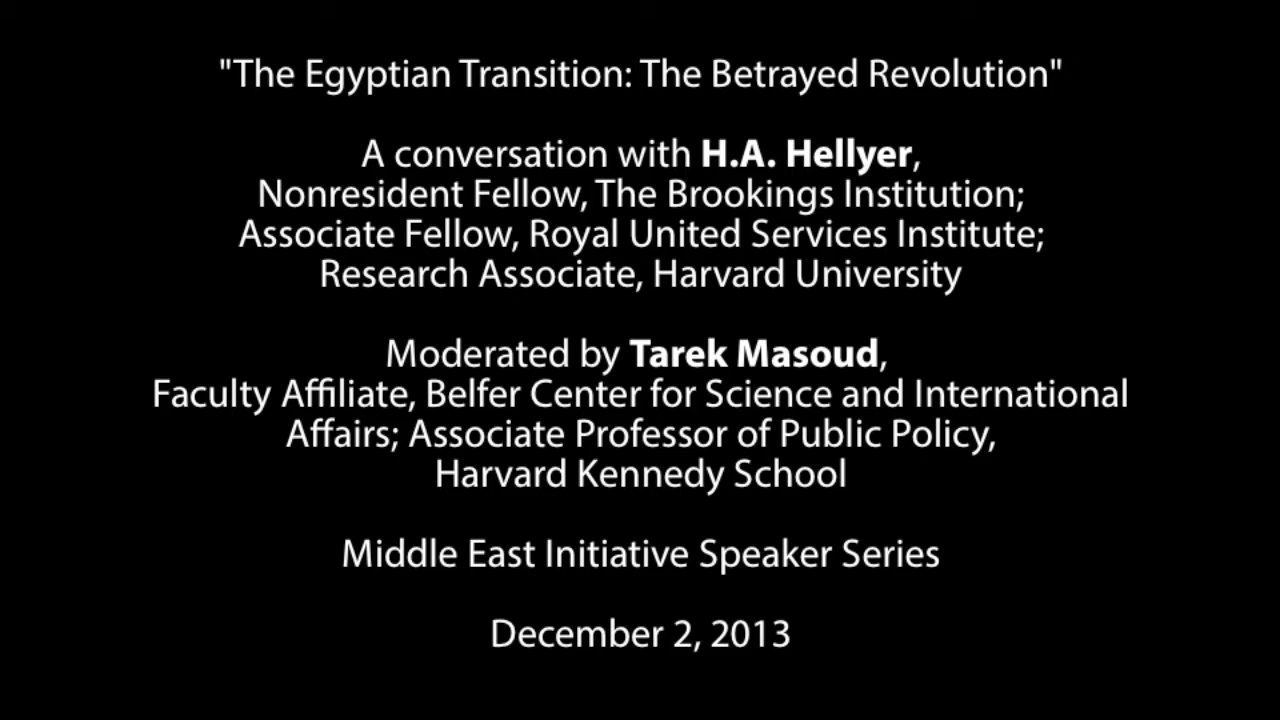 "The Egyptian Transition: The Betrayed Revolution"
A conversation with H.A. Hellyer,
Nonresident Fellow, The Brookings Institution;
Associate Fellow, Royal United Services Institute;
Research Associate, Harvard University
Moderated by Tarek Masoud,
Faculty Affiliate, Belfer Center for Science and International
Affairs; Associate Professor of Public Policy,
Harvard Kennedy School
Middle East Initiative Speaker Series
December 2, 2013